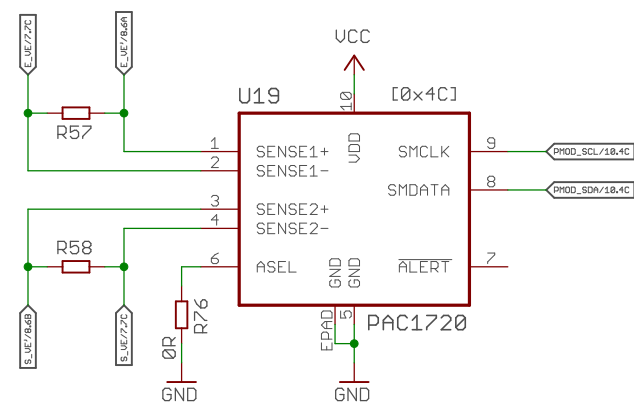 E_VE/7.7C
E_VE'/8.6A
VCC
U19
[0x4C]
10
R57
1
SENSE1+
VDD
SMCLK
9
PMOD_SCL/10.4C
2
SENSE1-
SMDATA
8
PMOD_SDA/10.4C
3
SENSE2+
4
SENSE2-
R58
6
ASEL
GND
GND
ALERT
7
S_VE'/8.6B
S_VE/7.7C
0R
R76
EPAD
5
PAC1720
GND
GND